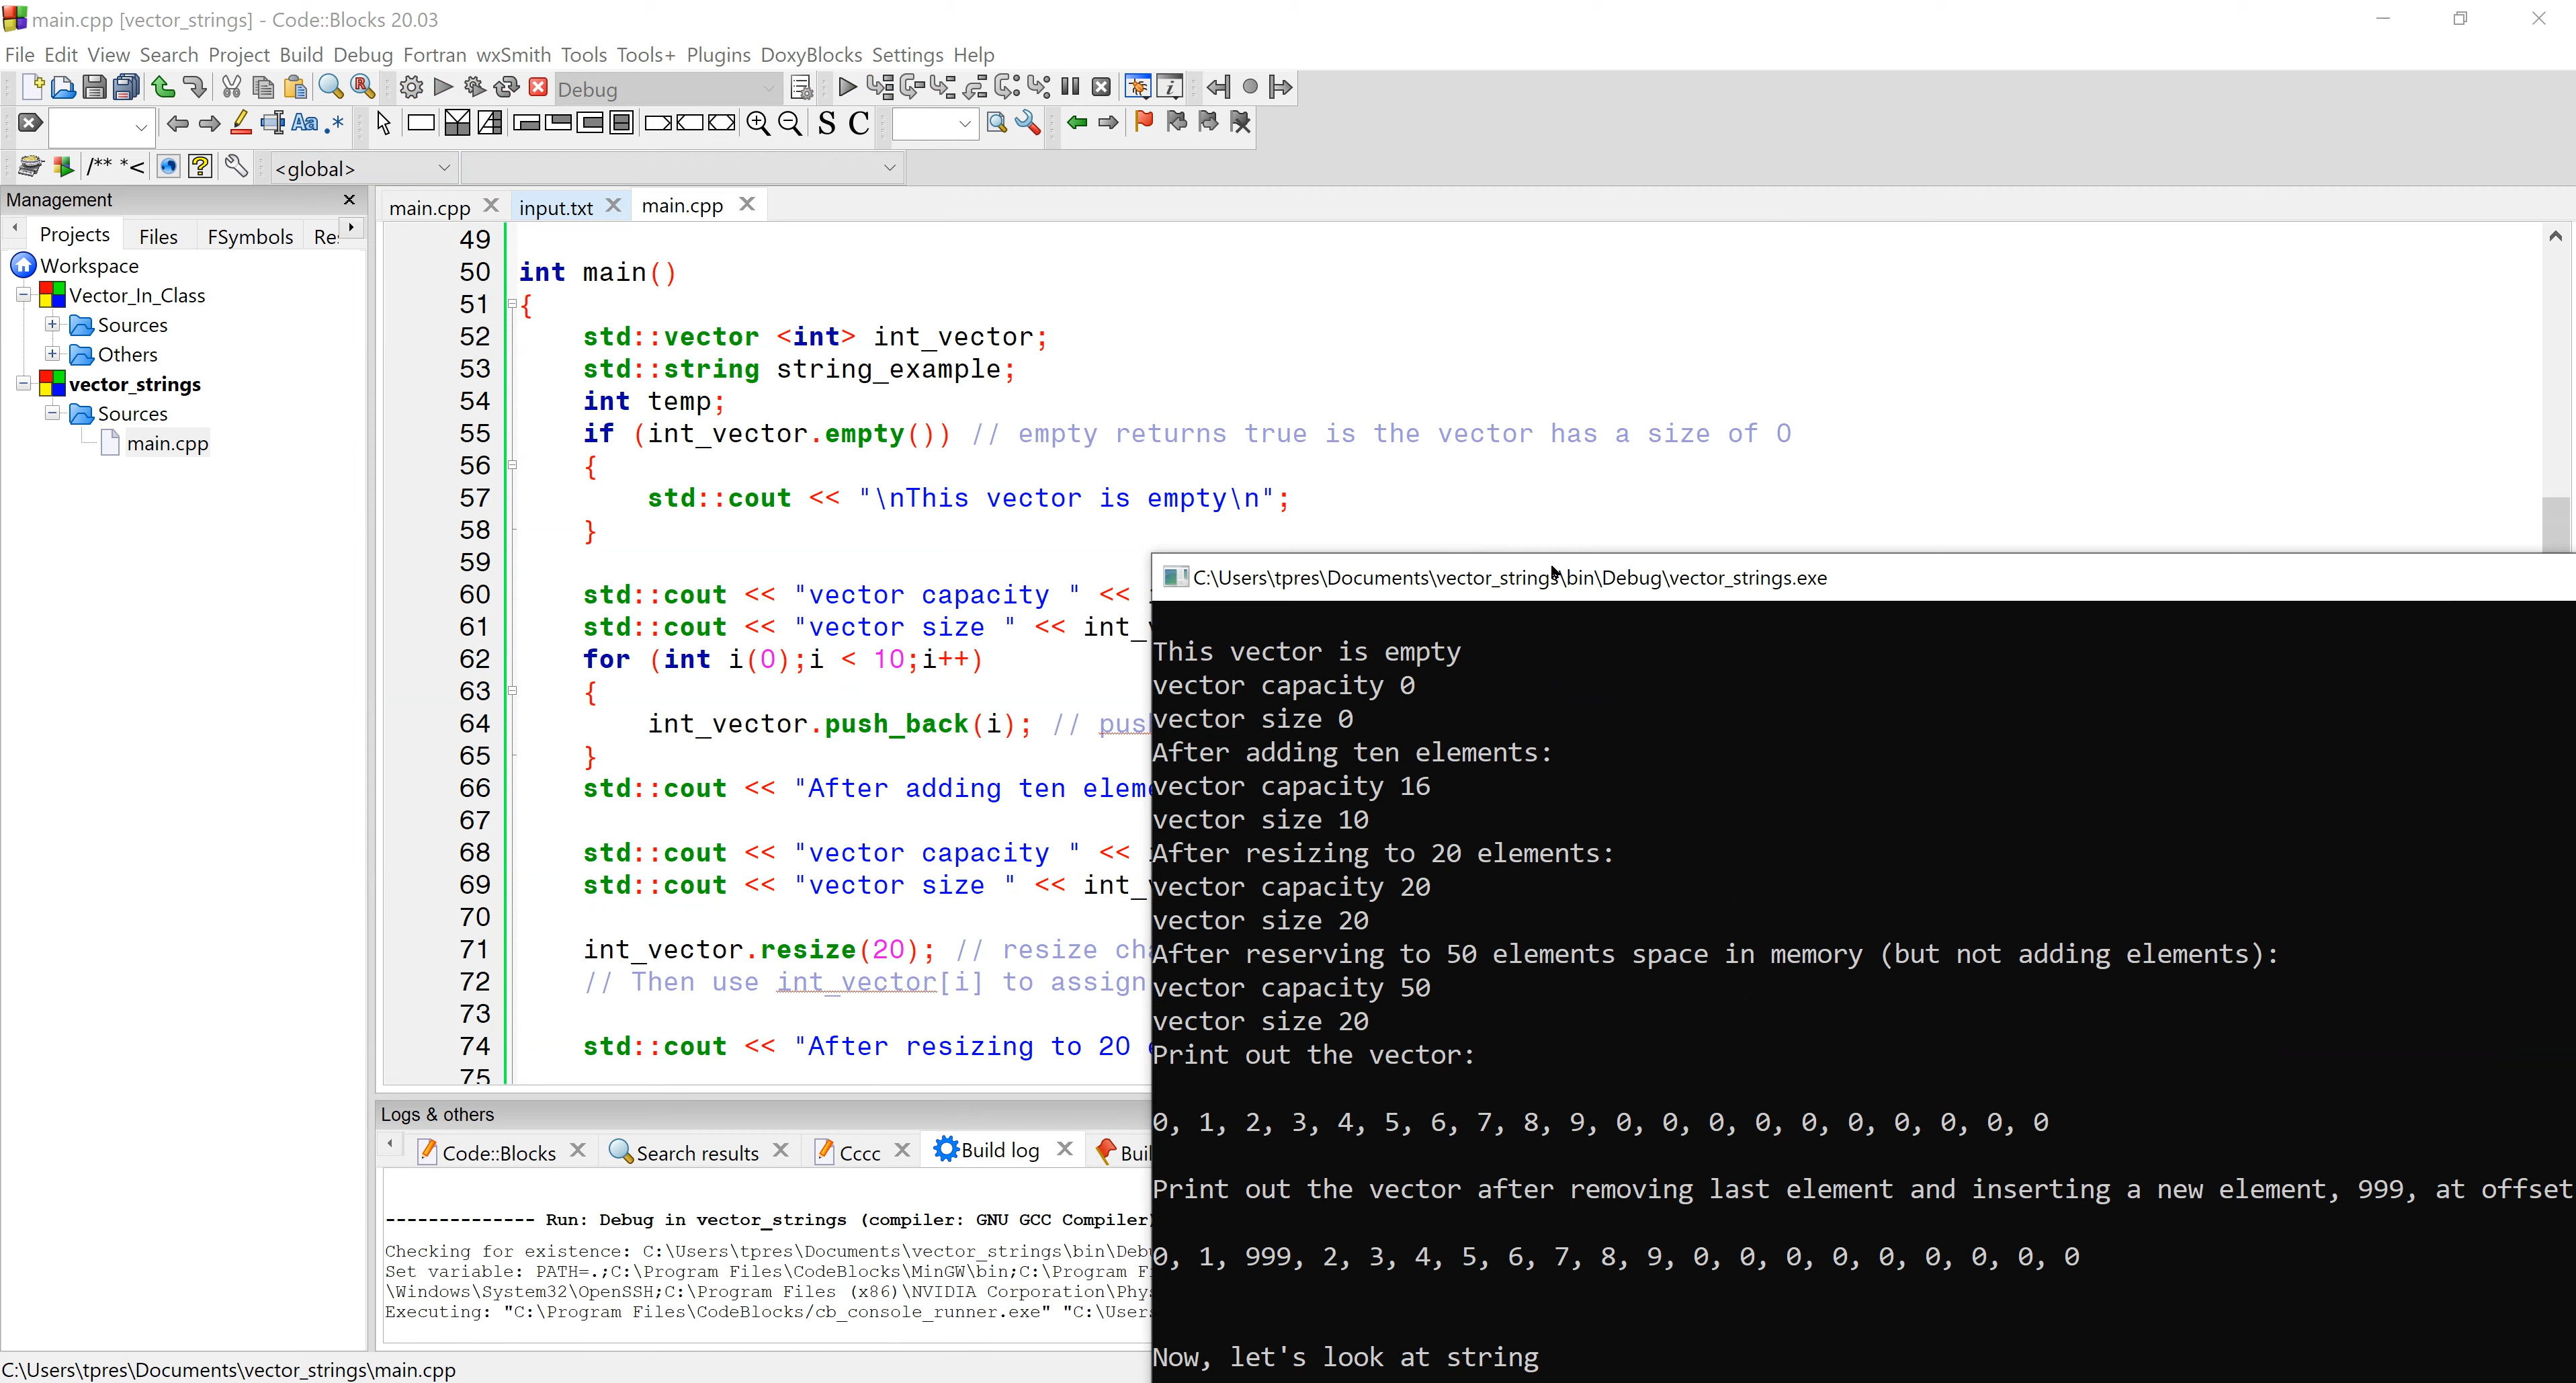 main.cpp [vector_strings] - Code::Blocks 20.03
File Edit View Search Project Build Debug Fortran wxSmith Tools Tools+ Plugins DoxyBlocks Settings Help
Debug
Aa .* S C
/** *< <global>
Management
Projects Files FSymbols Re
Workspace
Vector_In_Class
Sources
Others
vector_strings
Sources
main.cpp
main.cpp input.txt main.cpp
49
50 int main()
51 {
52 std::vector <int> int_vector;
53 std::string string_example;
54 int temp;
55 if (int_vector.empty()) // empty returns true is the vector has a size of 0
56 {
57 std::cout << "\nThis vector is empty\n";
58 }
59
60 std::cout << "vector capacity " <<
61 std::cout << "vector size " << int_
62 for (int i(0);i < 10;i++)
63 {
64 int_vector.push_back(i); // pus
65 }
66 std::cout << "After adding ten elem
67
68 std::cout << "vector capacity " <<
69 std::cout << "vector size " << int_
70
71 int_vector.resize(20); // resize ch
72 // Then use int_vector[i] to assign
73
74 std::cout << "After resizing to 20
75
C:\Users\tpres\Documents\vector_strings\bin\Debug\vector_strings.exe
This vector is empty
vector capacity 0
vector size 0
After adding ten elements:
vector capacity 16
vector size 10
After resizing to 20 elements:
vector capacity 20
vector size 20
After reserving to 50 elements space in memory (but not adding elements):
vector capacity 50
vector size 20
Print out the vector:
0, 1, 2, 3, 4, 5, 6, 7, 8, 9, 0, 0, 0, 0, 0, 0, 0, 0, 0, 0
Print out the vector after removing last element and inserting a new element, 999, at offset
0, 1, 999, 2, 3, 4, 5, 6, 7, 8, 9, 0, 0, 0, 0, 0, 0, 0, 0, 0
Now, let's look at string
Logs & others
Code::Blocks Search results Cccc Build log Buil
-------------- Run: Debug in vector_strings (compiler: GNU GCC Compiler)
Checking for existence: C:\Users\tpres\Documents\vector_strings\bin\Deb
Set variable: PATH=.;C:\Program Files\CodeBlocks\MinGW\bin;C:\Program F
\Windows\System32\OpenSSH;C:\Program Files (x86)\NVIDIA Corporation\Phy
Executing: "C:\Program Files\CodeBlocks/cb_console_runner.exe" "C:\User
C:\Users\tpres\Documents\vector_strings\main.cpp